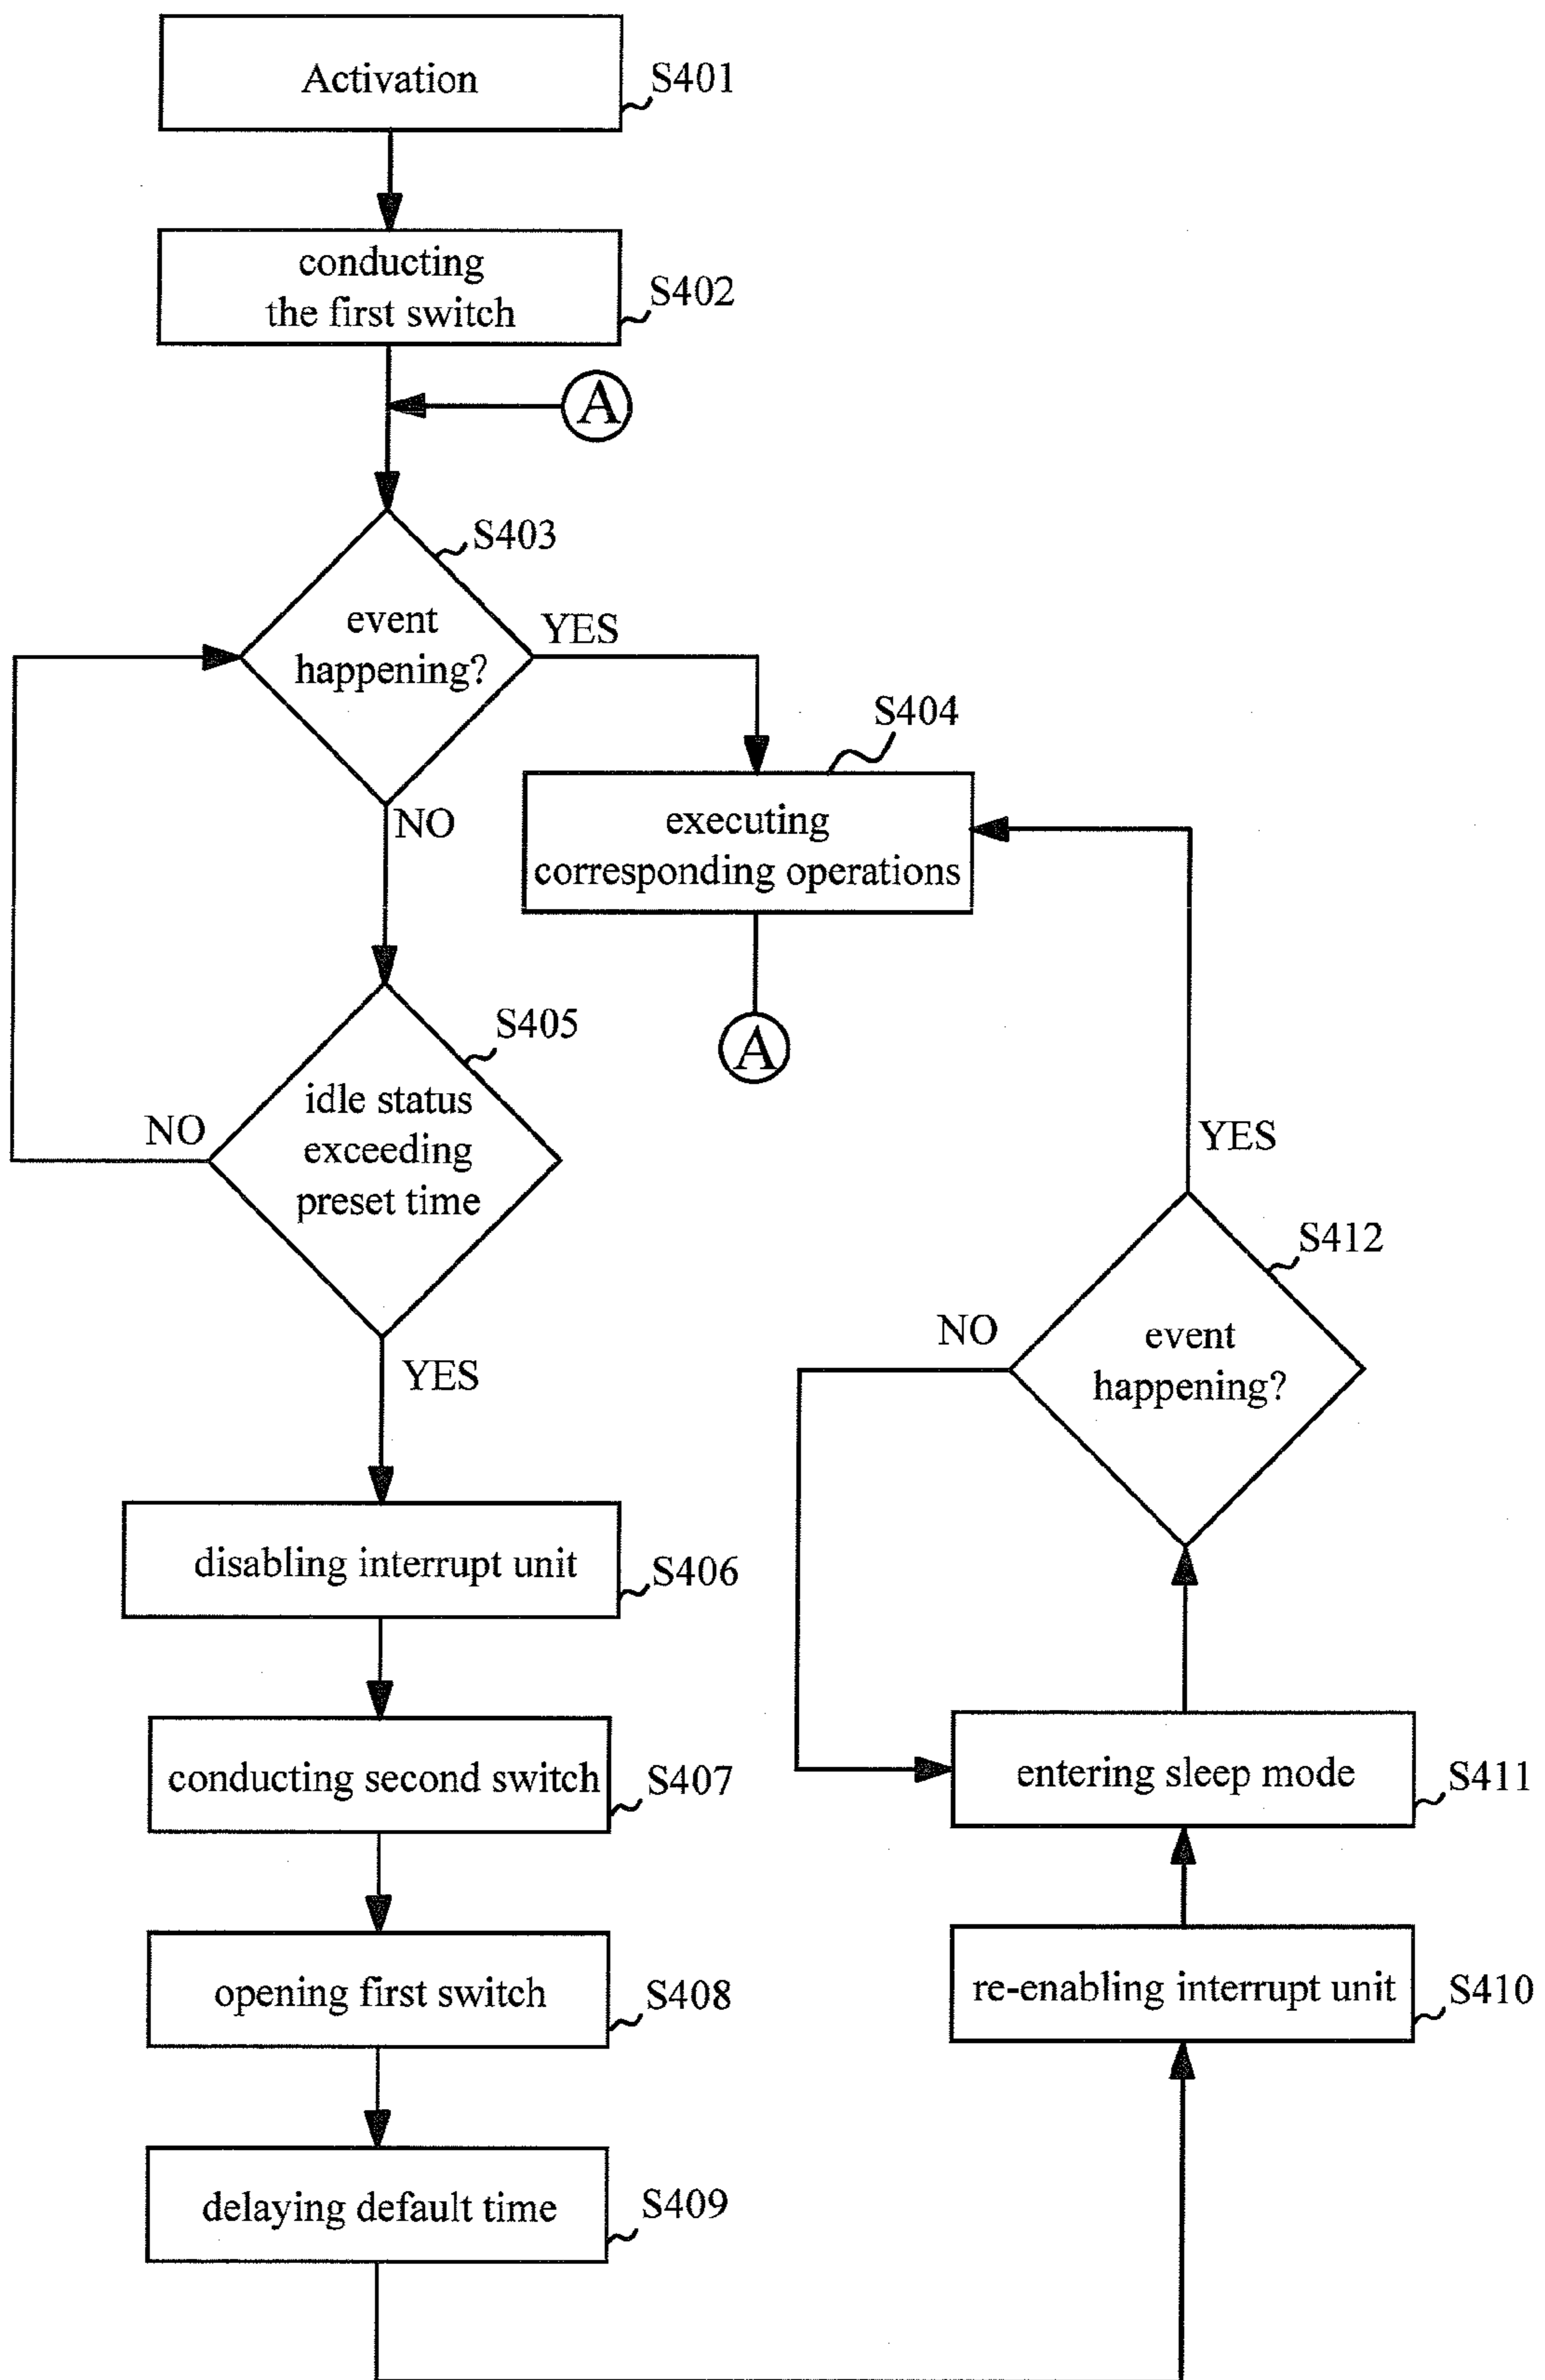 Activation
S401
conducting
the first switch
S402
A
S403
event
happening?
YES
NO
S404
executing
corresponding operations
A
S405
idle status
exceeding
preset time
NO
YES
disabling interrupt unit
S406
conducting second switch
S407
opening first switch
S408
delaying default time
S409
re-enabling interrupt unit
S410
entering sleep mode
S411
S412
event
happening?
NO
YES